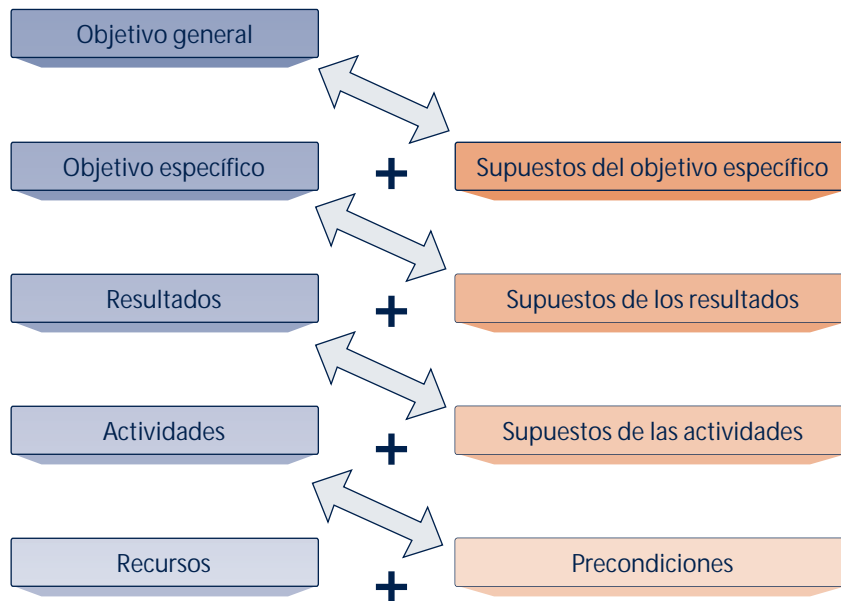 Objetivo general
Objetivo específico + Supuestos del objetivo específico
Resultados + Supuestos de los resultados
Actividades + Supuestos de las actividades
Recursos + Precondiciones